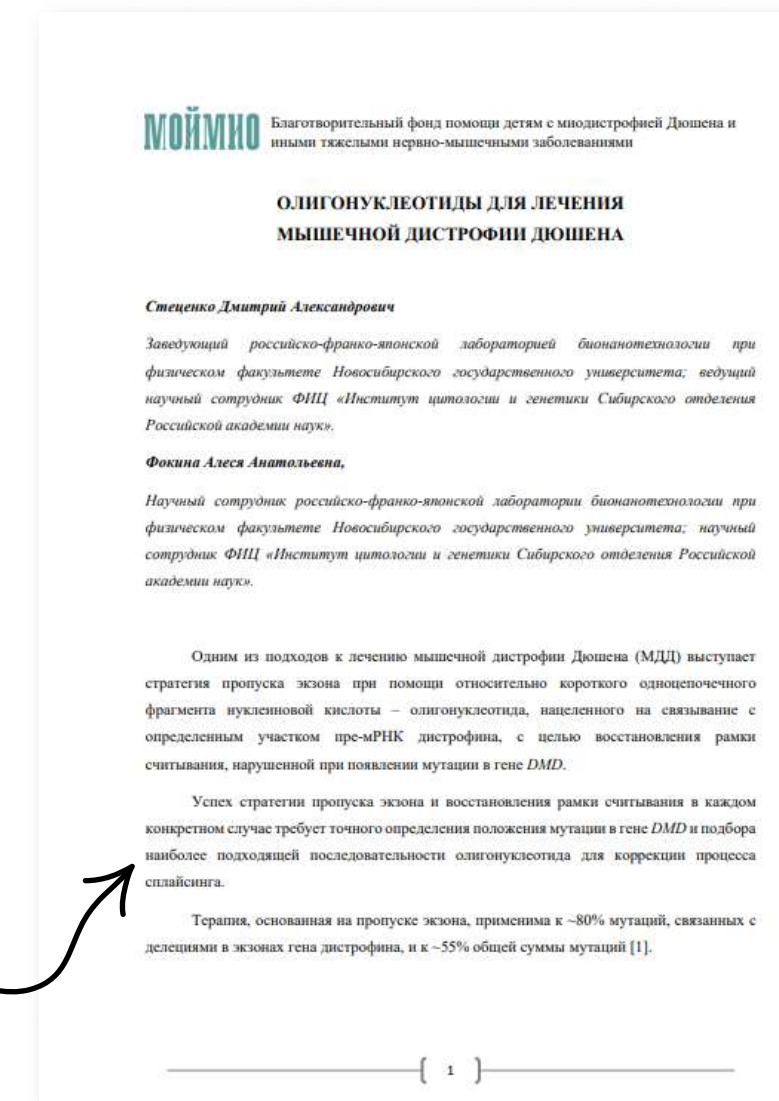 МОЙМИО
Благотворительный фонд помощи детям с миодистрофией Дюшена и
иными тяжелыми нервно-мышечными заболеваниями
ОЛИГОНУКЛЕОТИДЫ ДЛЯ ЛЕЧЕНИЯ
МЫШЕЧНОЙ ДИСТРОФИИ ДЮШЕНА
Стеценко Дмитрий Александрович
Заведующий российско-франко-японской лабораторией бионанотехнологии при
физическом факультете Новосибирского государственного университета; ведущий
научный сотрудник ФИЦ «Институт цитологии и генетики Сибирского отделения
Российской академии наук».
Фокина Алеся Анатольевна,
Научный сотрудник российско-франко-японской лаборатории бионанотехнологии при
физическом факультете Новосибирского государственного университета; научный
сотрудник ФИЦ «Институт цитологии и генетики Сибирского отделения Российской
академии наук».
Одним из подходов к лечению мышечной дистрофии Дюшена (МДД) выступает
стратегия пропуска экзона при помощи относительно короткого одноцепочечного
фрагмента нуклеиновой кислоты – олигонуклеотида, нацеленного на связывание с
определенным участком пре-мРНК дистрофина, с целью восстановления рамки
считывания, нарушенной при появлении мутации в гене DMD.
Успех стратегии пропуска экзона и восстановления рамки считывания в каждом
конкретном случае требует точного определения положения мутации в гене DMD и подбора
наиболее подходящей последовательности олигонуклеотида для коррекции процесса
сплайсинга.
Терапия, основанная на пропуске экзона, применима к ~80% мутаций, связанных с
делециями в экзонах гена дистрофина, и к ~55% общей суммы мутаций [1].
1